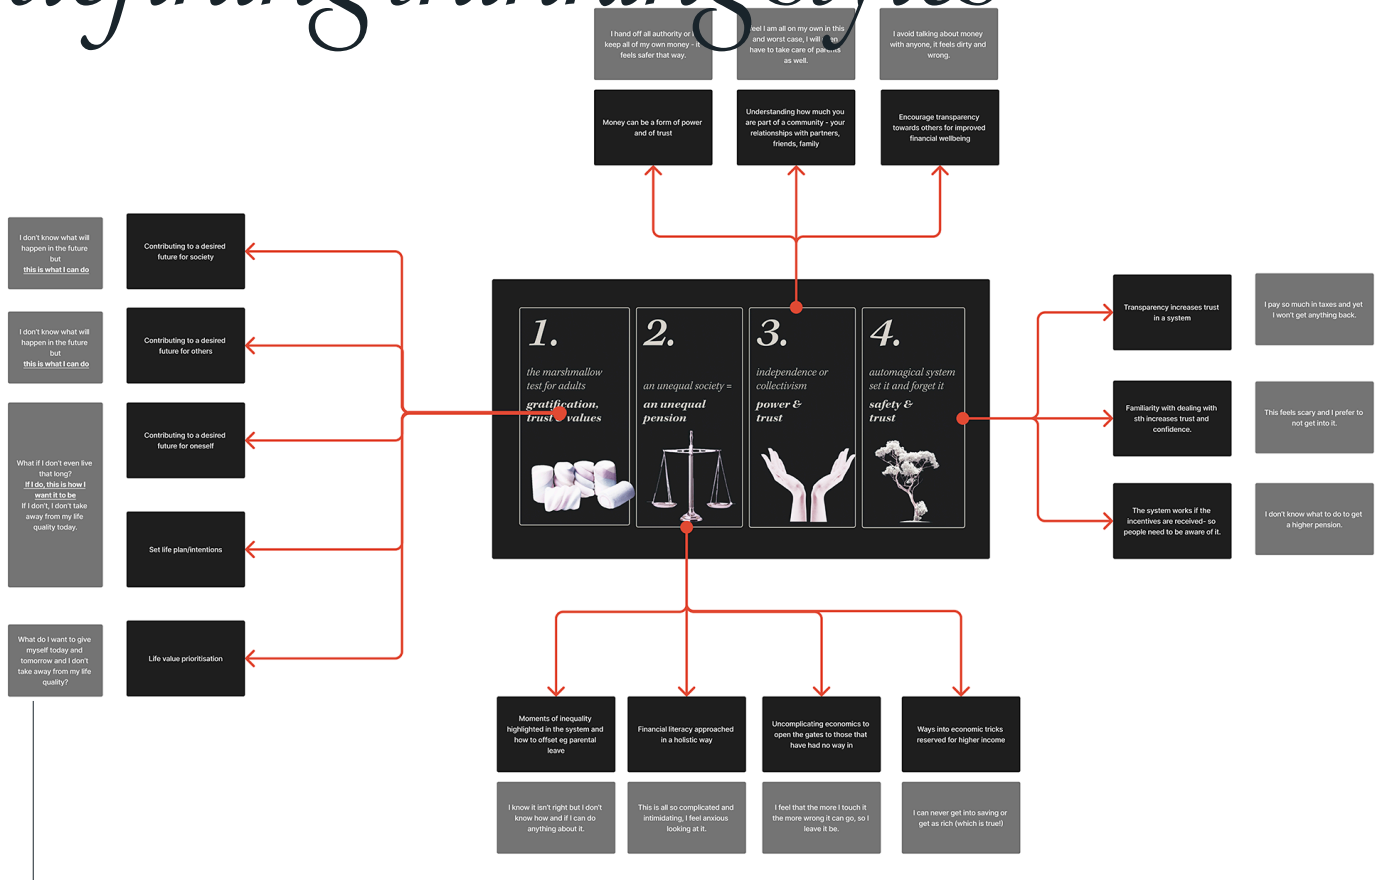 defining thinking styles
I hand off all authority or
keep all of my own money - it
feels safer that way.
feel I am all on my own in this
and worst case, I will
have to take care of parents
as well.
I avoid talking about money
with anyone, it feels dirty and
wrong.
Money can be a form of power
and of trust
Understanding how much you
are part of a community - your
relationships with partners,
friends, family
Encourage transparency
towards others for improved
financial wellbeing
I don't know what will
happen in the future
but
this is what I can do
Contributing to a desired
future for society
I don't know what will
happen in the future
but
this is what I can do
Contributing to a desired
future for others
What if I don't even live
that long?
If I do, this is how I
want it to be
If I don't, I don't take
away from my life
quality today.
Contributing to a desired
future for oneself
Set life plan/intentions
What do I want to give
myself today and
tomorrow and I don't
take away from my life
quality?
Life value prioritisation
1.
the marshmallow
test for adults
gratification,
trust & values
2.
an unequal society =
an unequal
pension
3.
independence or
collectivism
power &
trust
4.
automagical system
set it and forget it
safety &
trust
Transparency increases trust
in a system
I pay so much in taxes and yet
I won't get anything back.
Familiarity with dealing with
sth increases trust and
confidence.
This feels scary and I prefer to
not get into it.
The system works if the
incentives are received- so
people need to be aware of it.
I don't know what to do to get
a higher pension.
Moments of inequality
highlighted in the system and
how to offset eg parental
leave
Financial literacy approached
in a holistic way
Uncomplicating economics to
open the gates to those that
have had no way in
Ways into economic tricks
reserved for higher income
I know it isn't right but I don't
know how and if I can do
anything about it.
This is all so complicated and
intimidating, I feel anxious
looking at it.
I feel that the more I touch it
the more wrong it can go, so I
leave it be.
I can never get into saving or
get as rich (which is true!)